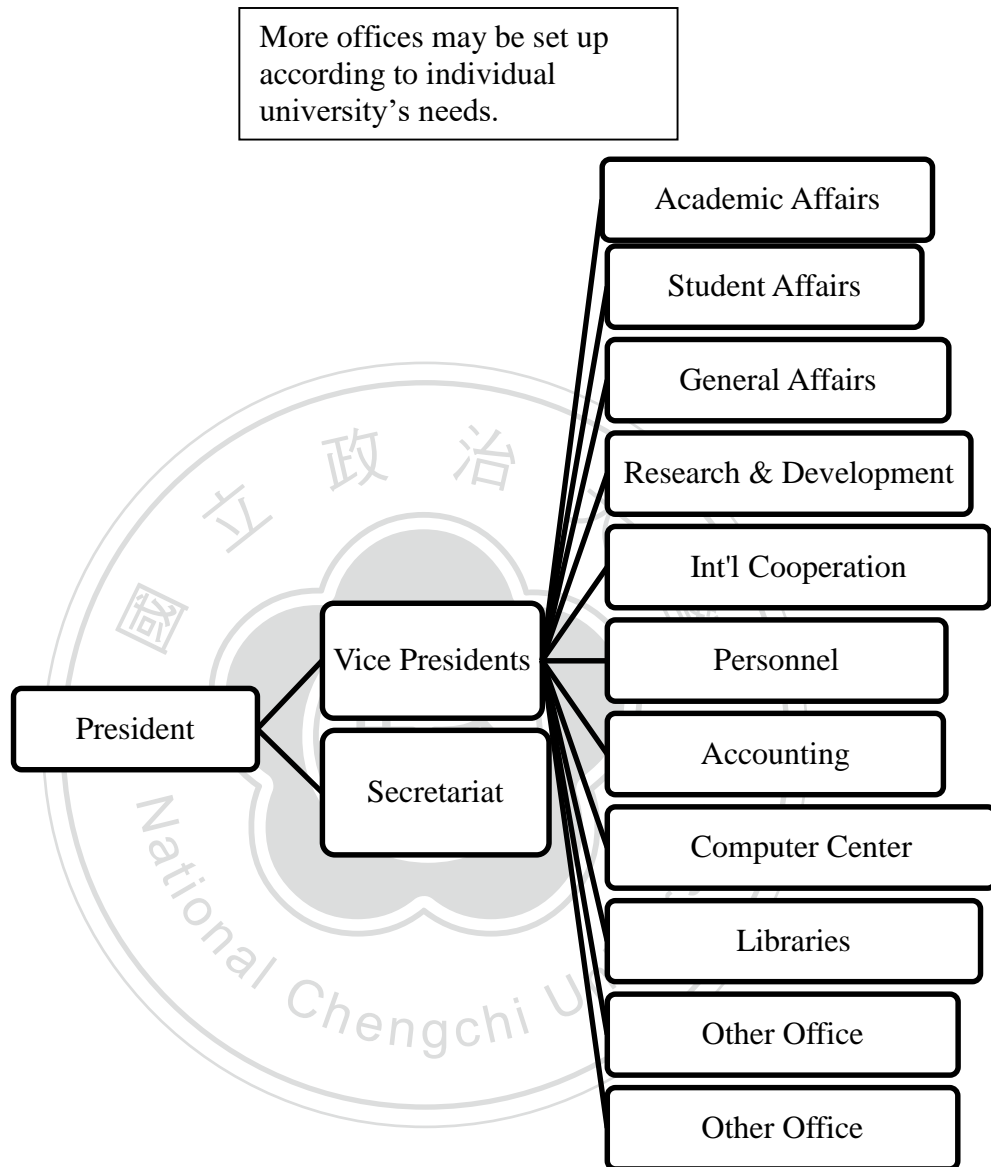 More offices may be set up
according to individual
university's needs.
Academic Affairs
Student Affairs
General Affairs
Research & Development
Int'l Cooperation
Personnel
Accounting
Computer Center
Libraries
Other Office
Other Office
Vice Presidents
Secretariat
President
國立政治
National Chengchi U